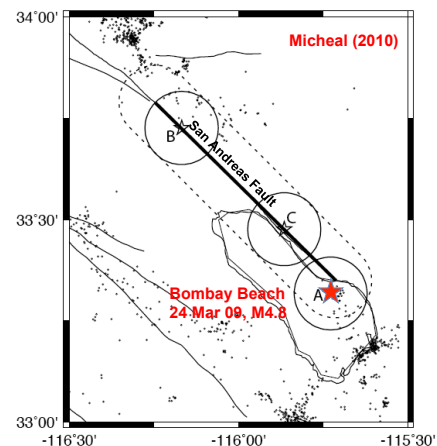 34°00'
Micheal (2010)
B
San Andreas Fault
C
33°30'
A
Bombay Beach
24 Mar 09, M4.8
33°00'
-116°30'
-116°00'
-115°30'